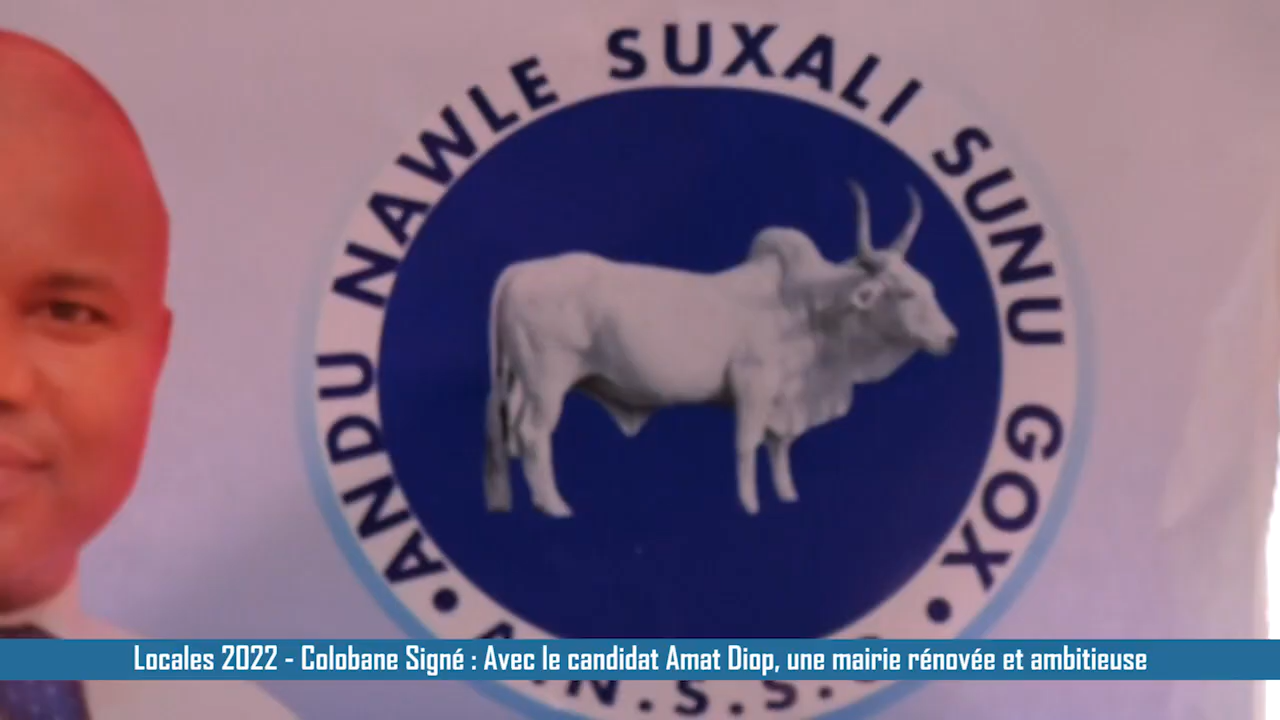 • ANDU NAWLE SUXALI SUNU GOX •
Locales 2022 - Colobane Signé : Avec le candidat Amat Diop, une mairie rénovée et ambitieuse